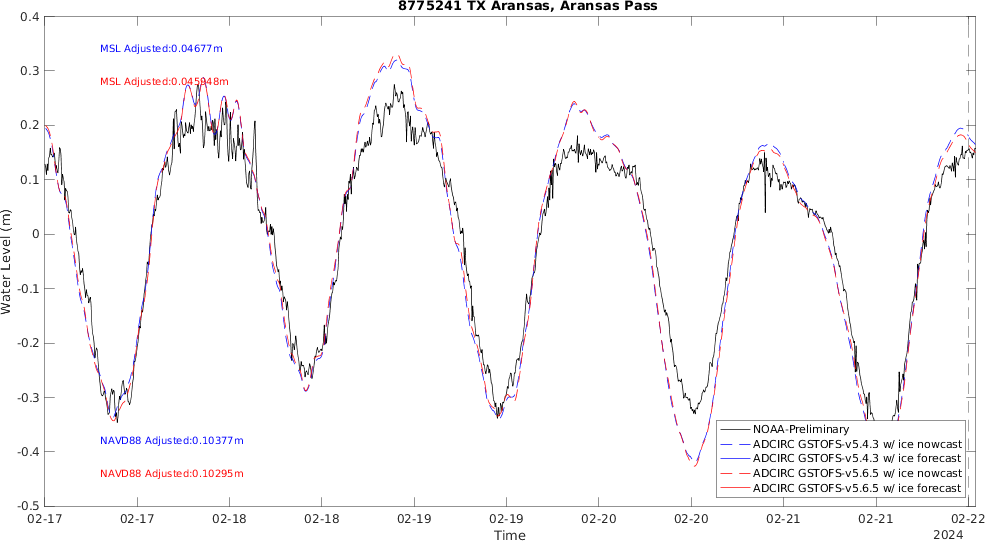 8775241 TX Aransas, Aransas Pass
0.4
0.3
0.2
0.1
0
-0.1
-0.2
-0.3
-0.4
-0.5
Water Level (m)
MSL Adjusted:0.04677m
MSL Adjusted:0.045948m
NAVD88 Adjusted:0.10377m
NAVD88 Adjusted:0.10295m
NOAA-Preliminary
ADCIRC GSTOFS-v5.4.3 w/ ice nowcast
ADCIRC GSTOFS-v5.4.3 w/ ice forecast
ADCIRC GSTOFS-v5.6.5 w/ ice nowcast
ADCIRC GSTOFS-v5.6.5 w/ ice forecast
02-17 02-17 02-18 02-18 02-19 02-19 02-20 02-20 02-21 02-21 02-22
Time
2024